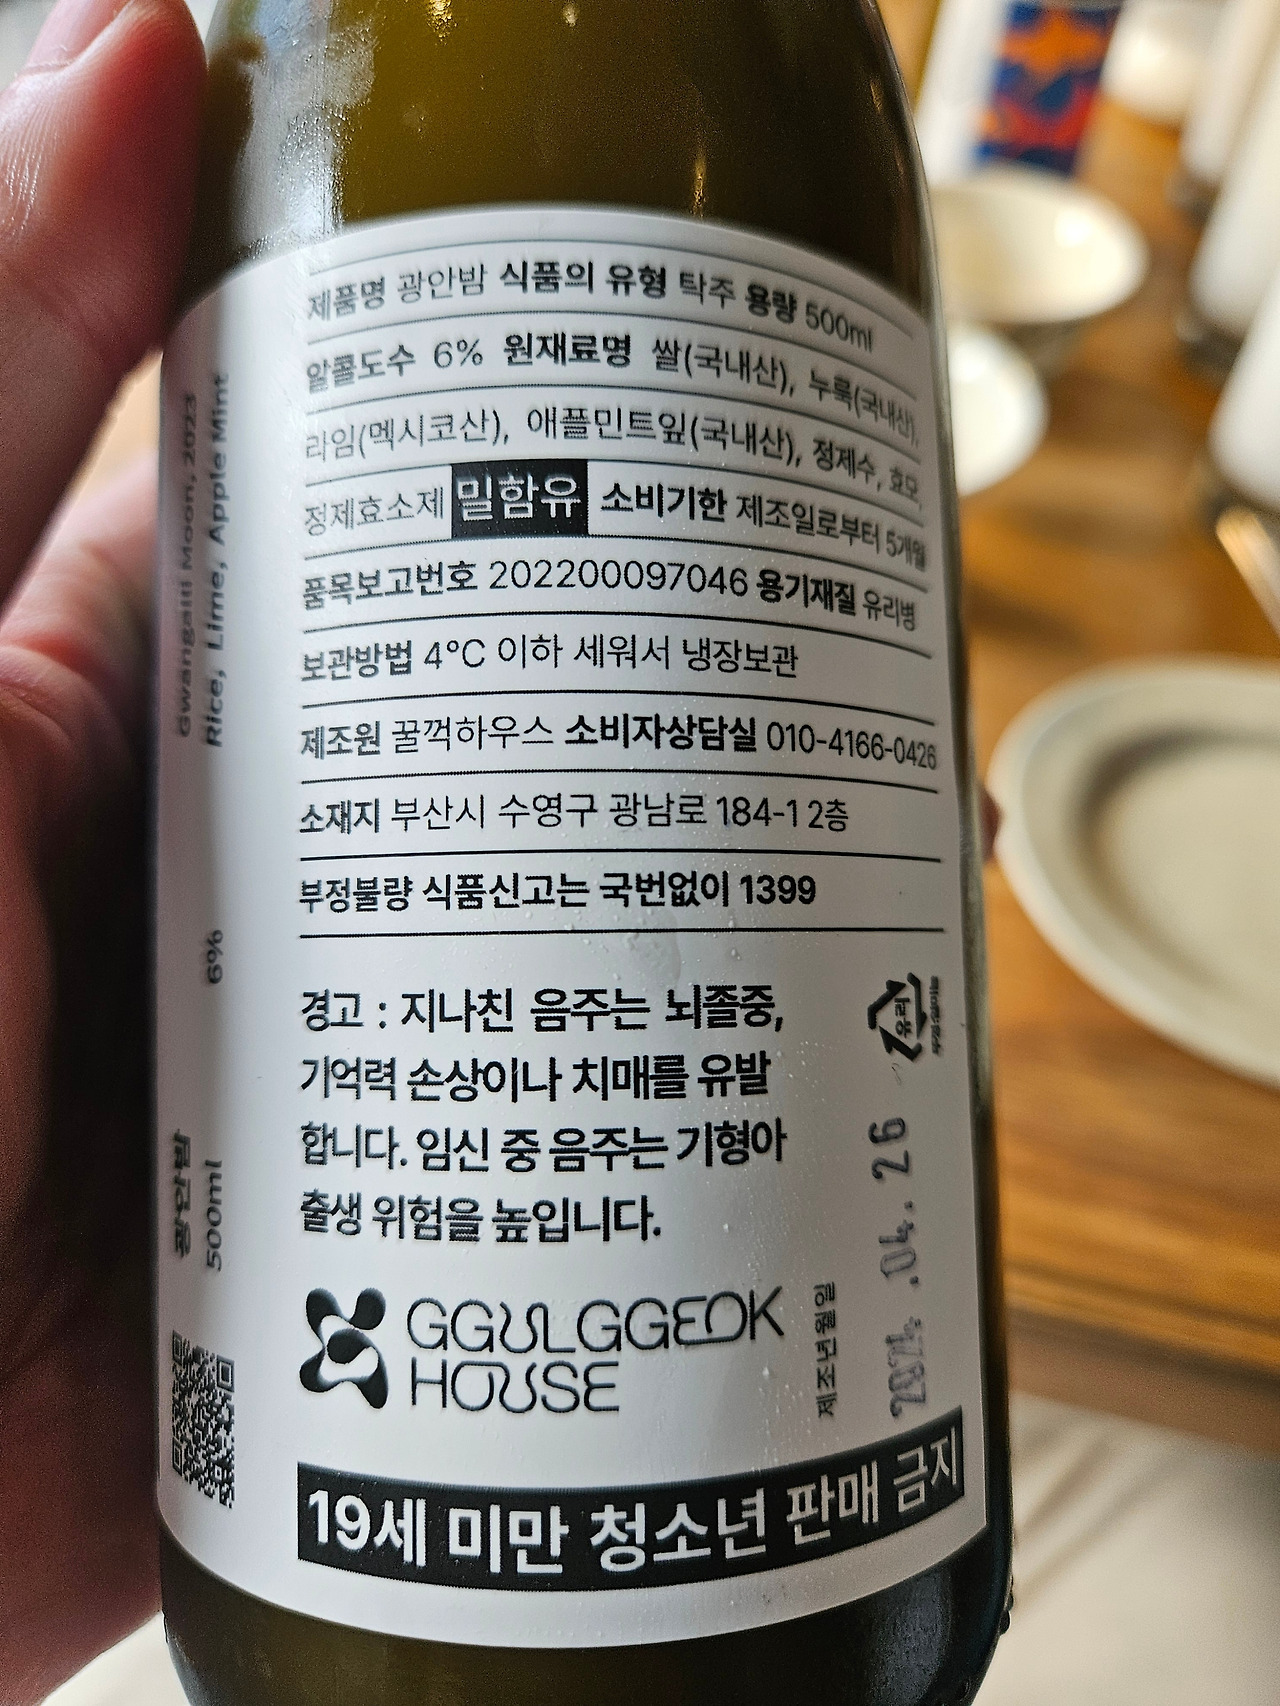 제품명 광안밤 식품의 유형 탁주 용량 500ml
알콜도수 6% 원재료명 쌀(국내산), 누룩(국내산),
라임(멕시코산), 애플민트잎(국내산), 정제수, 효모,
정제효소제 밀함유 소비기한 제조일로부터 5개월
품목보고번호 202200097046 용기재질 유리병
보관방법 4°C 이하 세워서 냉장보관
제조원 꿀꺽하우스 소비자상담실 010-4166-0426
소재지 부산시 수영구 광남로 184-1 2층
부정불량 식품신고는 국번없이 1399
경고 : 지나친 음주는 뇌졸중,
기억력 손상이나 치매를 유발
합니다. 임신 중 음주는 기형아
출생 위험을 높입니다.
GGULGGEOK
HOUSE
19세 미만 청소년 판매 금지
유리
제조년월일
2024. .04. 26
Gwangalli Moon, 2023
Rice, Lime, Apple Mint
6%
광안밤
500ml